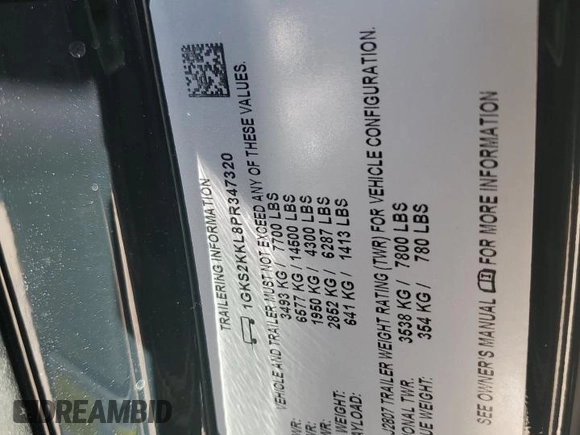 TRAILERING INFORMATION
1GKS2KKL8PR347320
VEHICLE AND TRAILER MUST NOT EXCEED ANY OF THESE VALUES.
WR: 3493 KG / 7700 LBS
WR: 6577 KG / 14500 LBS
WR: 1950 KG / 4300 LBS
WEIGHT: 2852 KG / 6287 LBS
PAYLOAD: 641 KG / 1413 LBS
J2807 TRAILER WEIGHT RATING (TWR) FOR VEHICLE CONFIGURATION.
ONAL TWR: 3538 KG / 7800 LBS
UE WEIGHT: 354 KG / 780 LBS
SEE OWNER'S MANUAL FOR MORE INFORMATION
DREAMBID